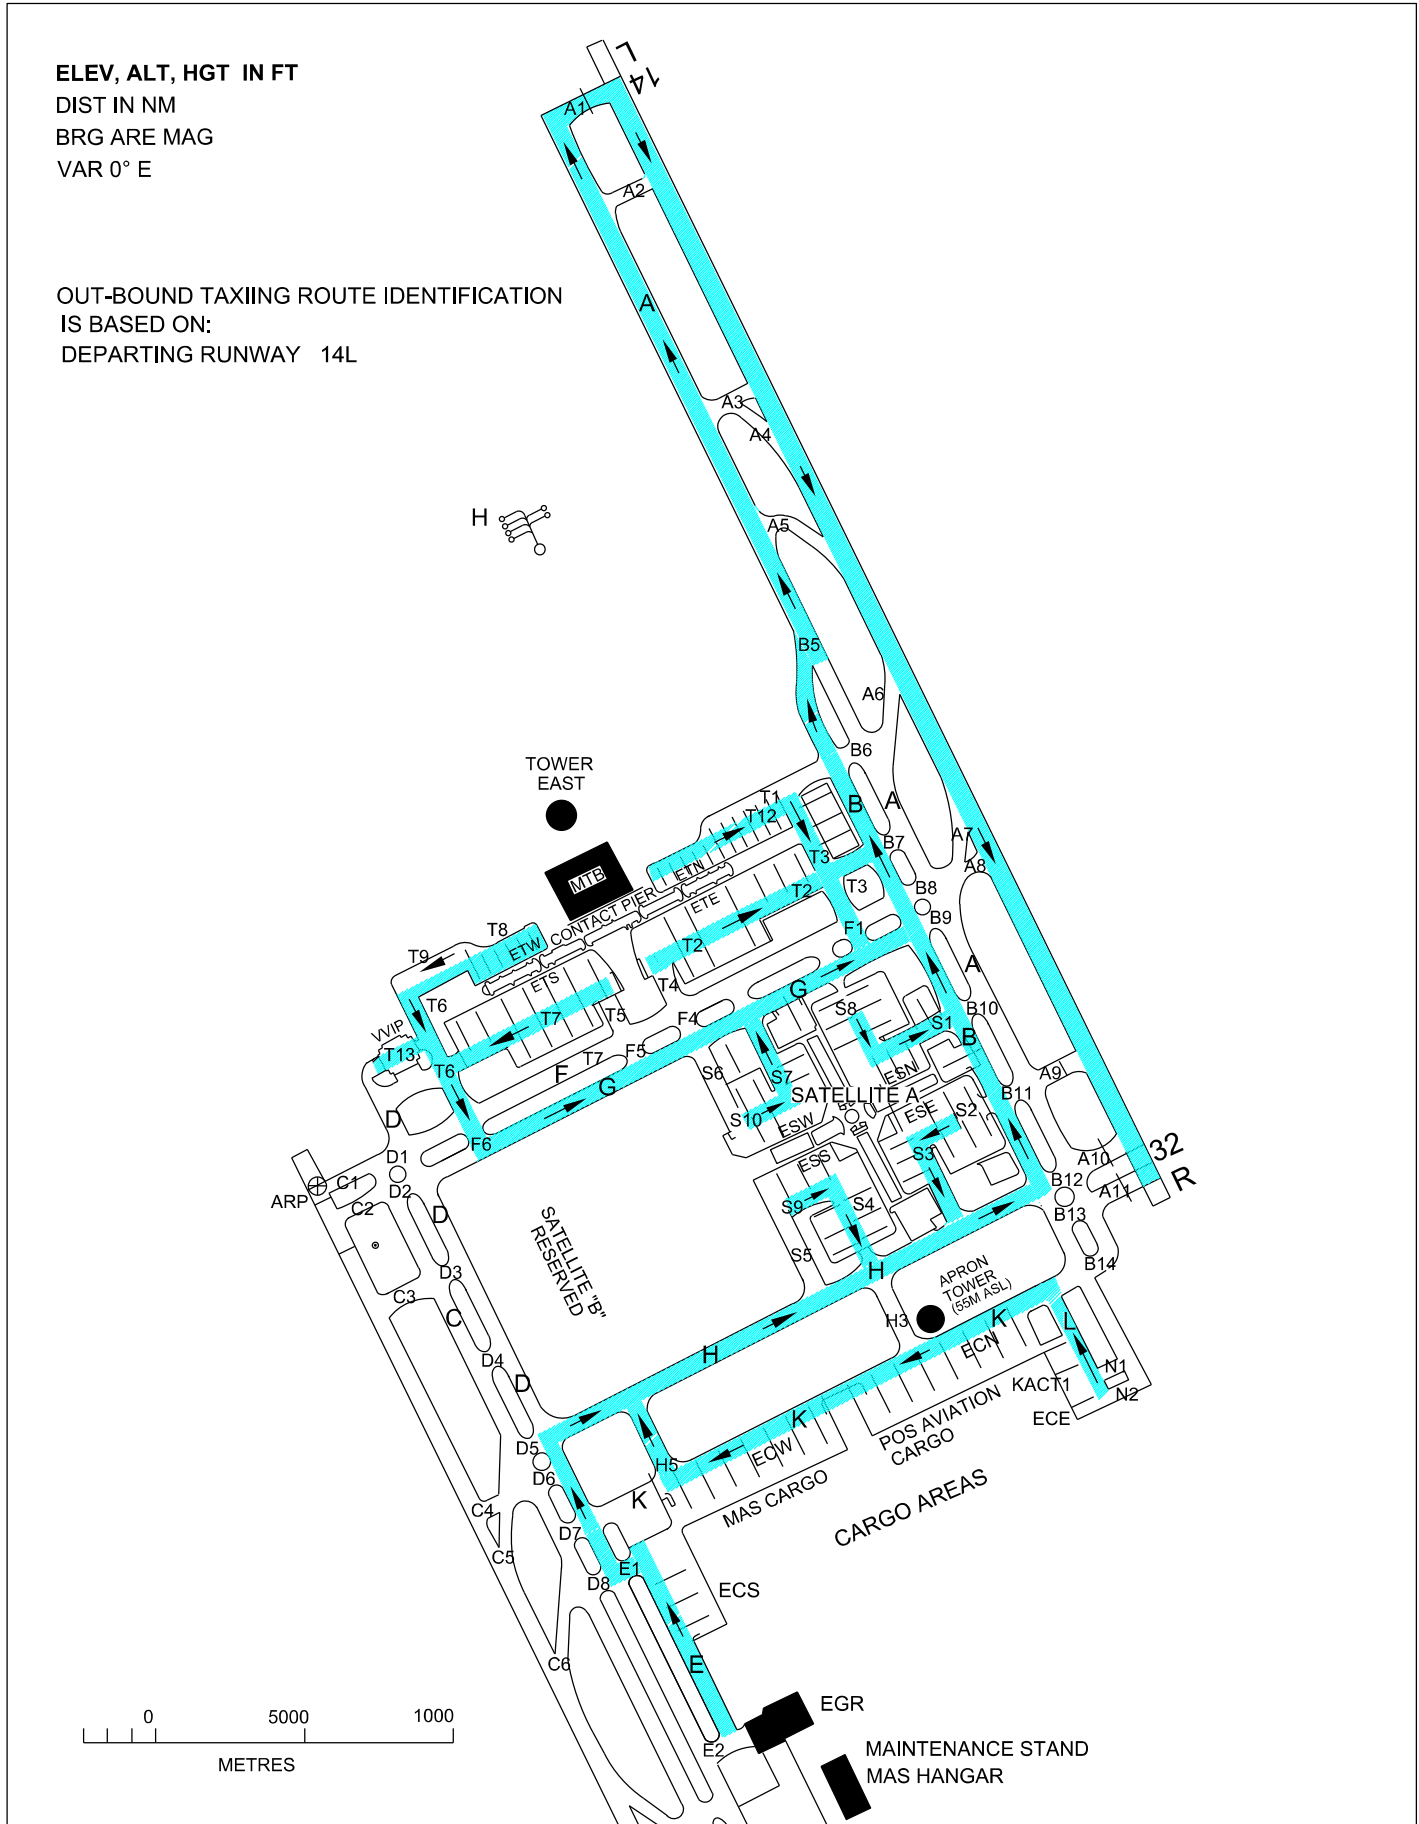 ELEV, ALT, HGT IN FT
DIST IN NM
BRG ARE MAG
VAR 0° E
OUT-BOUND TAXIING ROUTE IDENTIFICATION
IS BASED ON:
DEPARTING RUNWAY 14L
14
L
A1
A2
A
A3
A4
H
A5
B5
A6
B6
TOWER
EAST
T1
T12
B
A
B7
A7
T3
A8
MTB
ETN
T2
T3
B8
CONTACT PIER
ETE
B9
F1
T8
ETW
T2
T9
A
ETS
T4
G
T6
T7
T5
F4
S8
S1
B10
VVIP
B
T13
F5
T7
T6
F
G
S6
S7
ESN
A9
SATELLITE A
B11
D
S10
ESW
ESE
S2
F6
32
R
D1
ESS
S3
A10
ARP
C1
D2
B12
A11
C2
D
S9
S4
B13
SATELLITE "B"
RESERVED
S5
B14
D3
H
APRON
TOWER
(55M ASL)
C3
C
H3
K
L
H
ECN
D4
D
N1
KACT1
N2
K
POS AVIATION
CARGO
ECE
D5
ECW
H5
D6
K
MAS CARGO
CARGO AREAS
C4
D7
C5
E1
D8
ECS
C6
E
EGR
0
5000
1000
METRES
E2
MAINTENANCE STAND
MAS HANGAR